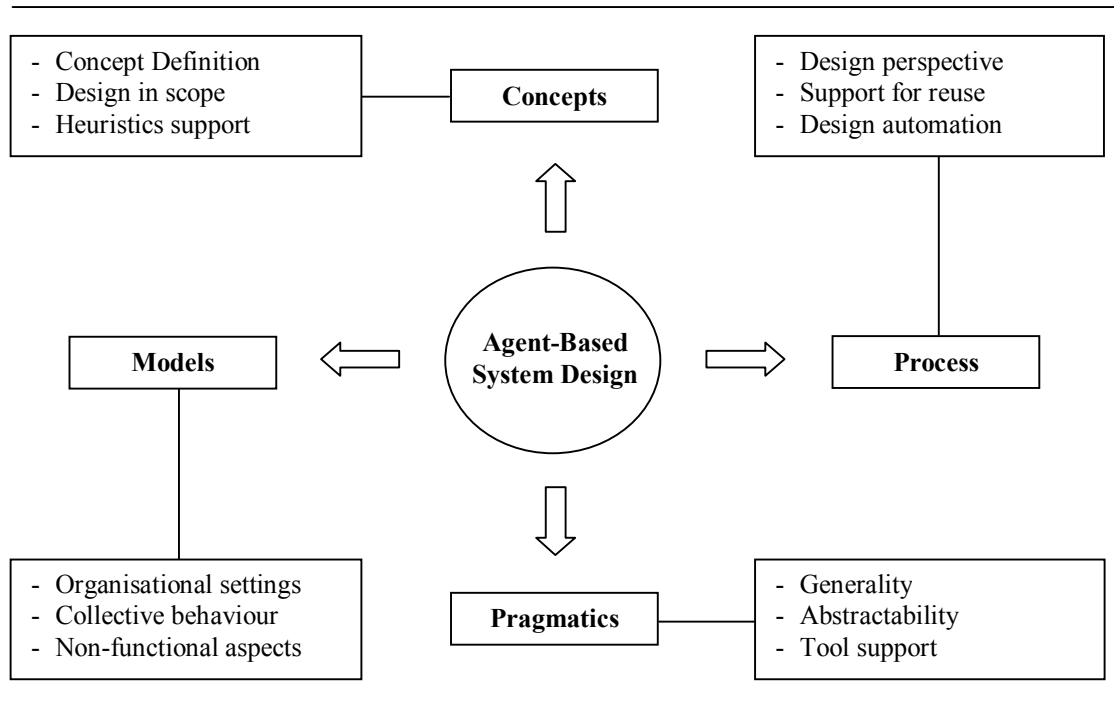 - Concept Definition
- Design in scope
- Heuristics support
Concepts
- Design perspective
- Support for reuse
- Design automation
Models
Agent-Based
System Design
Process
- Organisational settings
- Collective behaviour
- Non-functional aspects
Pragmatics
- Generality
- Abstractability
- Tool support